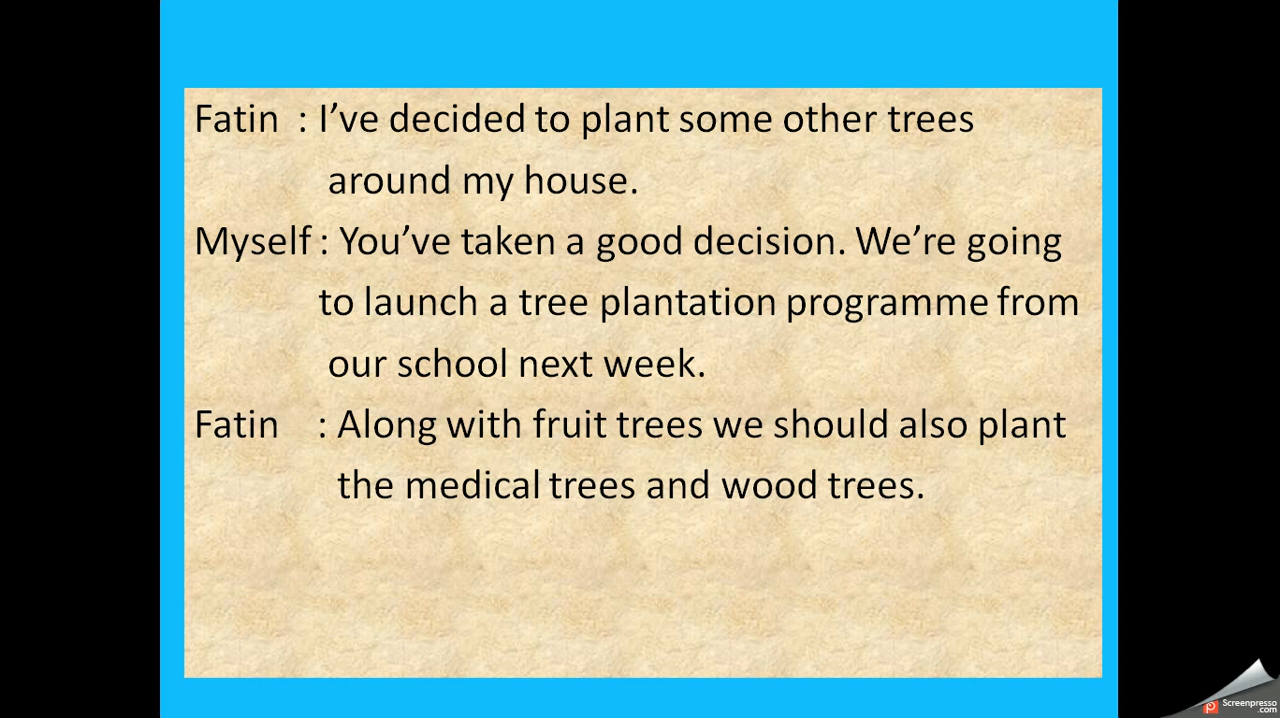 Fatin : I’ve decided to plant some other trees
around my house.
Myself : You’ve taken a good decision. We’re going
to launch a tree plantation programme from
our school next week.
Fatin : Along with fruit trees we should also plant
the medical trees and wood trees.
Screenpresso
.com